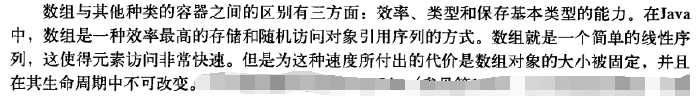 数组与其他种类的容器之间的区别有三方面：效率、类型和保存基本类型的能力。在Java
中，数组是一种效率最高的存储和随机访问对象引用序列的方式。数组就是一个简单的线性序
列，这使得元素访问非常快速。但是为这种速度所付出的代价是数组对象的大小被固定，并且
在其生命周期中不可改变。